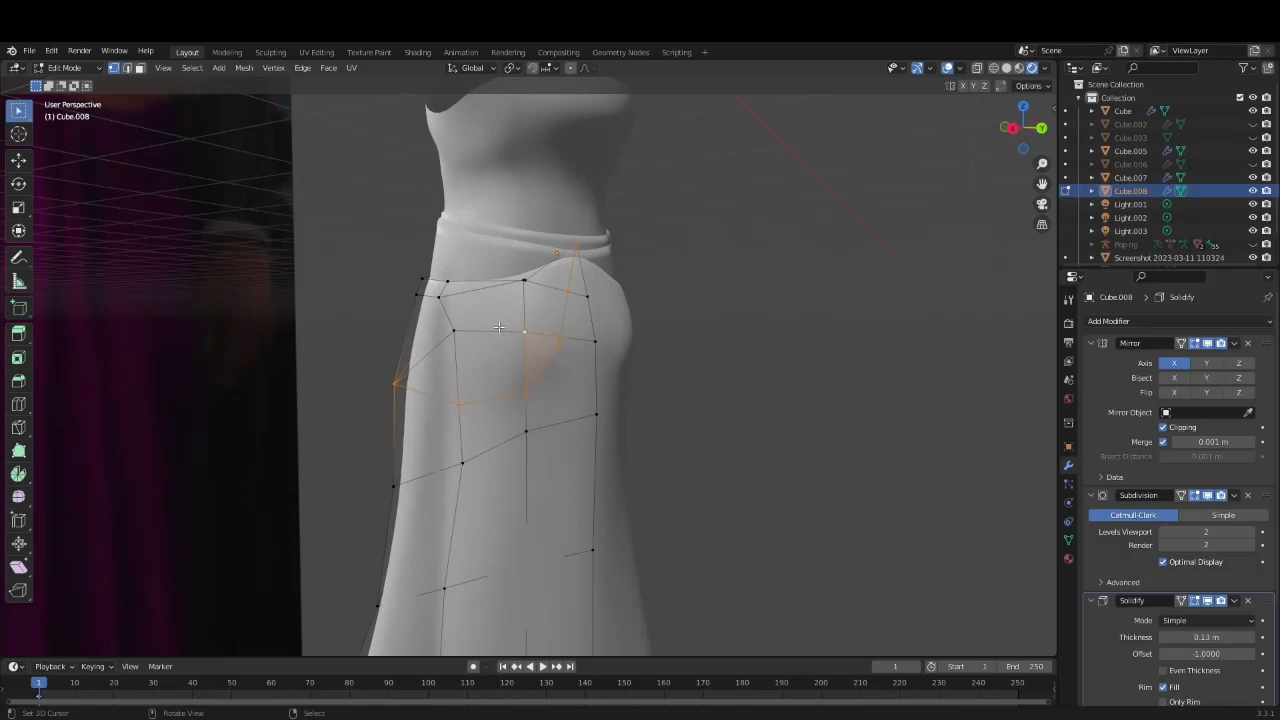 File Edit Render Window Help Layout Modeling Sculpting UV Editing Texture Paint Shading Animation Rendering Compositing Geometry Nodes Scripting + Scene ViewLayer
Edit Mode View Select Add Mesh Vertex Edge Face UV Global
X Y Z Options
User Perspective
(1) Cube.008
Z
Y
X
Scene Collection
Collection
Cube
Cube.002
Cube.003
Cube.005
Cube.006
Cube.007
Cube.008
Light.001
Light.002
Light.003
Pop rig 2 35
Screenshot 2023-03-11 110324
Cube.008 > Solidify
Add Modifier
Mirror
Axis X Y Z
Bisect X Y Z
Flip X Y Z
Mirror Object
Clipping
Merge 0.001 m
Bisect Distance 0.001 m
Data
Subdivision
Catmull-Clark Simple
Levels Viewport 2
Render 2
Optimal Display
Advanced
Solidify
Mode Simple
Thickness 0.13 m
Offset -1.0000
Even Thickness
Rim Fill
Only Rim
Playback Keying View Marker 1 Start 1 End 250
1 10 20 30 40 50 60 70 80 90 100 110 120 130 140 150 160 170 180 190 200 210 220 230 240 250
Set 3D Cursor Rotate View Select 3.3.1